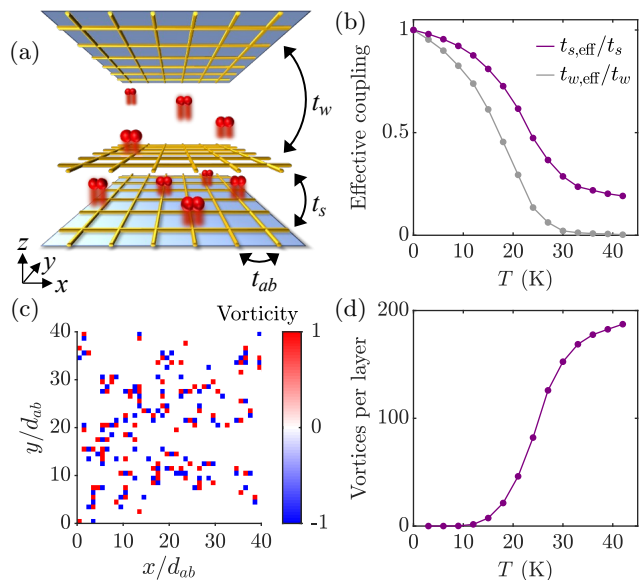 (a)
t_w
t_s
t_ab
z
y
x
(b)
Effective coupling
1
0.5
0
t_s,eff/t_s
t_w,eff/t_w
0 10 20 30 40
T (K)
(c)
Vorticity
1
0
-1
y/d_ab
40
30
20
10
0
0 10 20 30 40
x/d_ab
(d)
Vortices per layer
200
100
0
0 10 20 30 40
T (K)